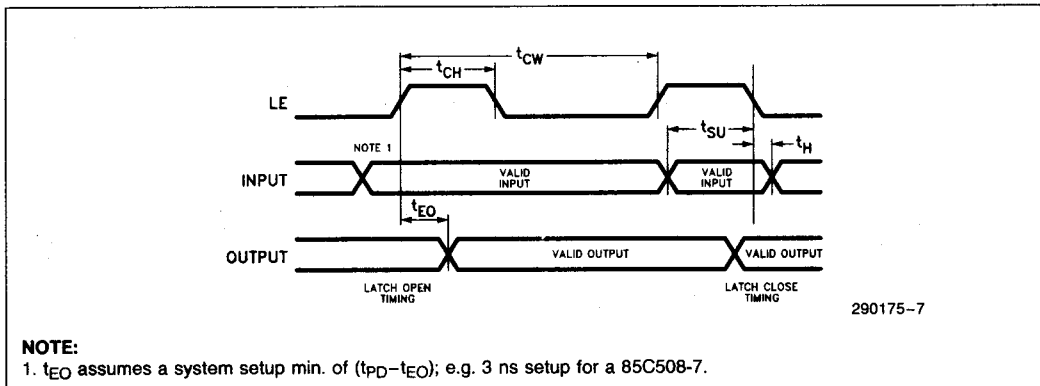 tCW
tCH
LE
tSU
tH
NOTE 1
INPUT
VALID
INPUT
VALID
INPUT
tEO
OUTPUT
VALID OUTPUT
VALID OUTPUT
LATCH OPEN
TIMING
LATCH CLOSE
TIMING
290175-7
NOTE:
1. tEO assumes a system setup min. of (tPD-tEO); e.g. 3 ns setup for a 85C508-7.